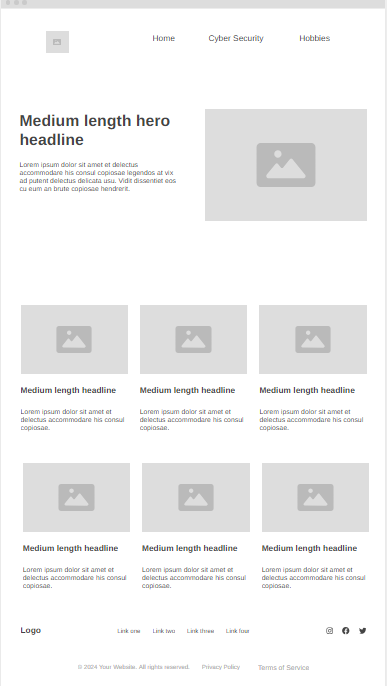 Home Cyber Security Hobbies
Medium length hero
headline
Lorem ipsum dolor sit amet et delectus
accommodare his consul copiosae legendos at vix
ad putent delectus delicata usu. Vidit dissentiet eos
cu eum an brute copiosae hendrerit.
Medium length headline Medium length headline Medium length headline
Lorem ipsum dolor sit amet et Lorem ipsum dolor sit amet et Lorem ipsum dolor sit amet et
delectus accommodare his consul delectus accommodare his consul delectus accommodare his consul
copiosae. copiosae. copiosae.
Medium length headline Medium length headline Medium length headline
Lorem ipsum dolor sit amet et Lorem ipsum dolor sit amet et Lorem ipsum dolor sit amet et
delectus accommodare his consul delectus accommodare his consul delectus accommodare his consul
copiosae. copiosae. copiosae.
Logo Link one Link two Link three Link four
© 2024 Your Website. All rights reserved. Privacy Policy Terms of Service